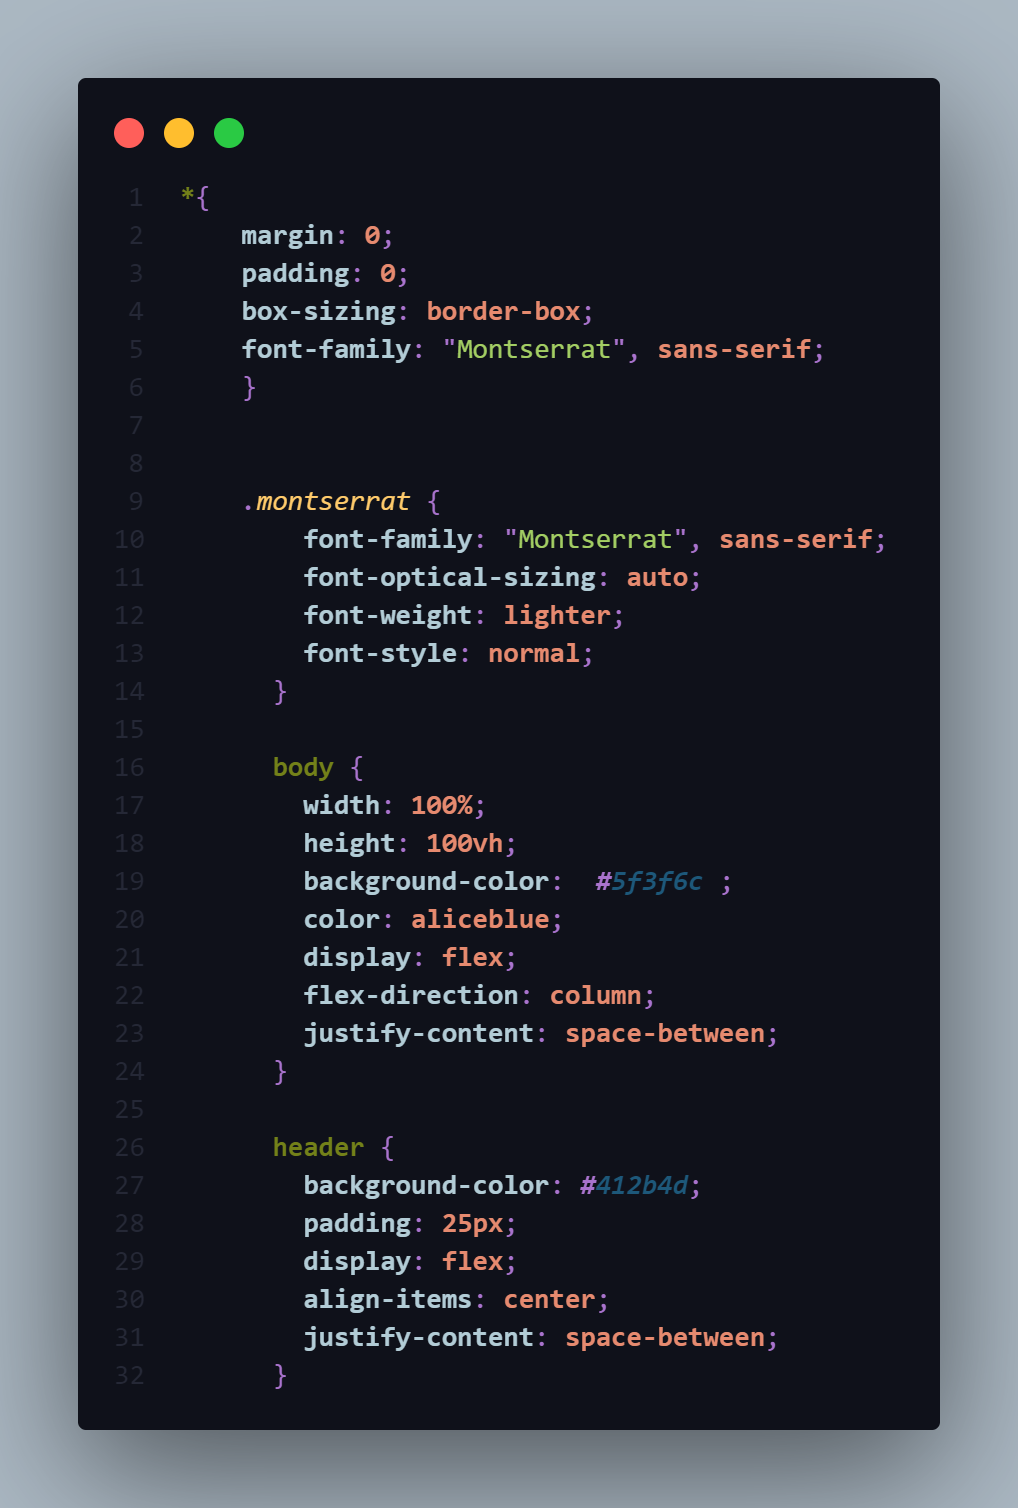 1 *{
2     margin: 0;
3     padding: 0;
4     box-sizing: border-box;
5     font-family: "Montserrat", sans-serif;
6     }
7
8
9     .montserrat {
10         font-family: "Montserrat", sans-serif;
11         font-optical-sizing: auto;
12         font-weight: lighter;
13         font-style: normal;
14       }
15
16       body {
17         width: 100%;
18         height: 100vh;
19         background-color:  #5f3f6c ;
20         color: aliceblue;
21         display: flex;
22         flex-direction: column;
23         justify-content: space-between;
24       }
25
26       header {
27         background-color: #412b4d;
28         padding: 25px;
29         display: flex;
30         align-items: center;
31         justify-content: space-between;
32       }